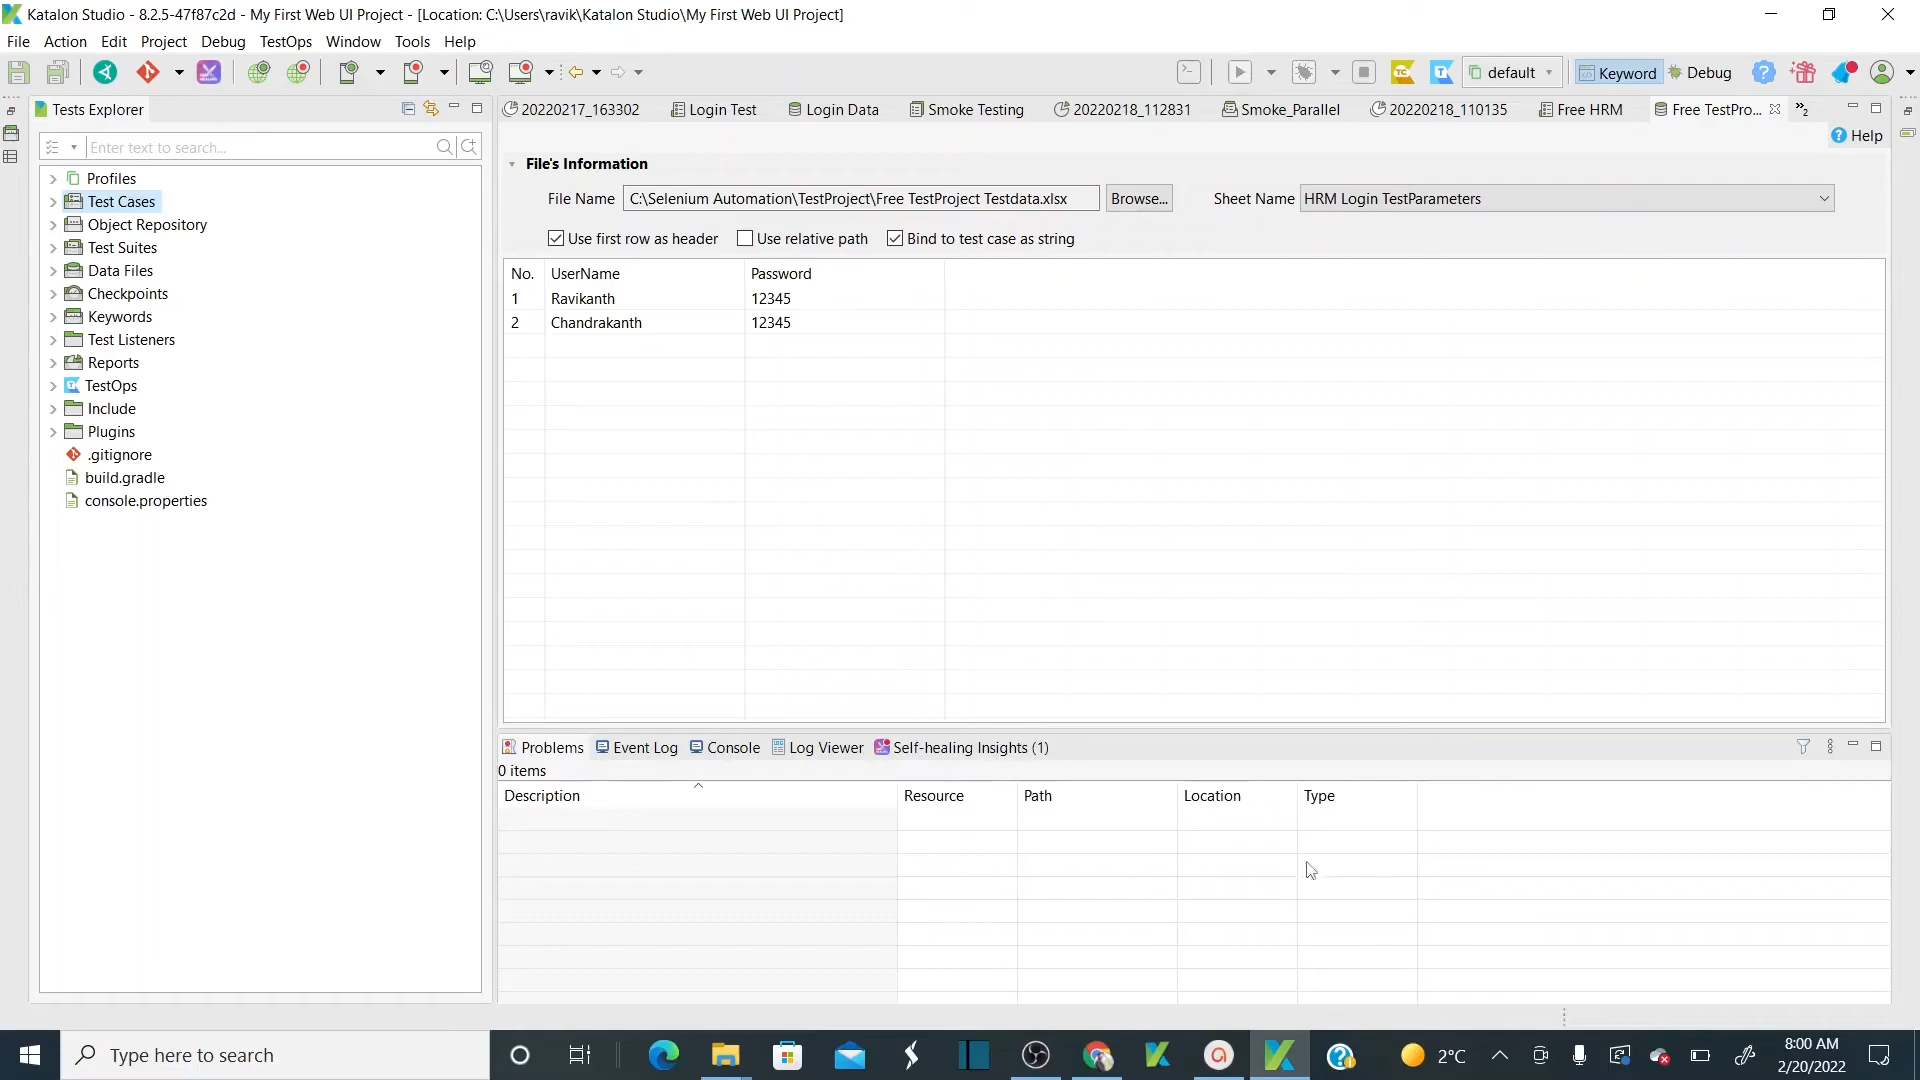 Katalon Studio - 8.2.5-47f87c2d - My First Web UI Project - [Location: C:\Users\ravik\Katalon Studio\My First Web UI Project]
File Action Edit Project Debug TestOps Window Tools Help
default Keyword Debug
Tests Explorer
20220217_163302 Login Test Login Data Smoke Testing 20220218_112831 Smoke_Parallel 20220218_110135 Free HRM Free TestPro... »2
Help
Enter text to search...
File's Information
Profiles
Test Cases
Object Repository
Test Suites
Data Files
Checkpoints
Keywords
Test Listeners
Reports
TestOps
Include
Plugins
.gitignore
build.gradle
console.properties
File Name C:\Selenium Automation\TestProject\Free TestProject Testdata.xlsx Browse... Sheet Name HRM Login TestParameters
Use first row as header Use relative path Bind to test case as string
No. UserName Password
1 Ravikanth 12345
2 Chandrakanth 12345
Problems Event Log Console Log Viewer Self-healing Insights (1)
0 items
Description Resource Path Location Type
Type here to search
2°C
8:00 AM
2/20/2022